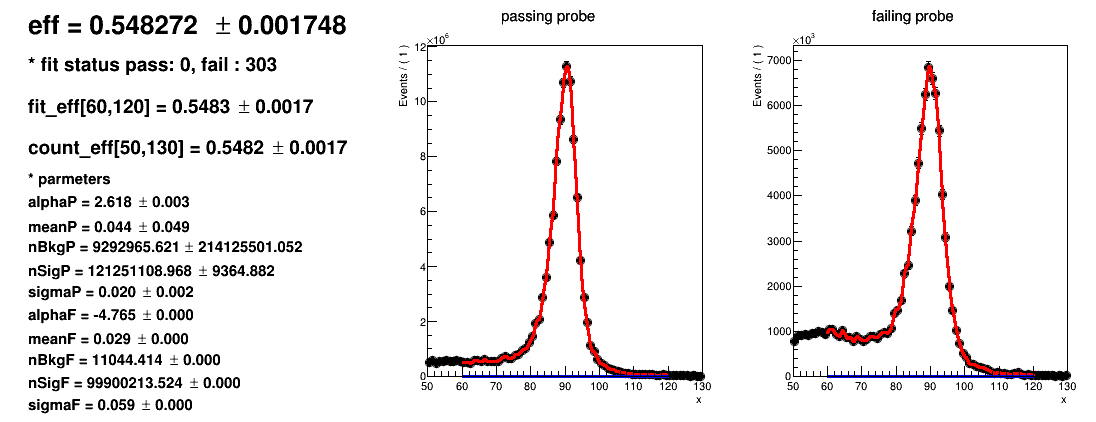 eff = 0.548272 ± 0.001748
* fit status pass: 0, fail : 303
fit_eff[60,120] = 0.5483 ± 0.0017
count_eff[50,130] = 0.5482 ± 0.0017
* parmeters
alphaP = 2.618 ± 0.003
meanP = 0.044 ± 0.049
nBkgP = 9292965.621 ± 214125501.052
nSigP = 121251108.968 ± 9364.882
sigmaP = 0.020 ± 0.002
alphaF = -4.765 ± 0.000
meanF = 0.029 ± 0.000
nBkgF = 11044.414 ± 0.000
nSigF = 99900213.524 ± 0.000
sigmaF = 0.059 ± 0.000
passing probe
×10⁶
Events / ( 1 )
12
10
8
6
4
2
0
50 60 70 80 90 100 110 120 130
x
failing probe
×10³
Events / ( 1 )
7000
6000
5000
4000
3000
2000
1000
0
50 60 70 80 90 100 110 120 130
x